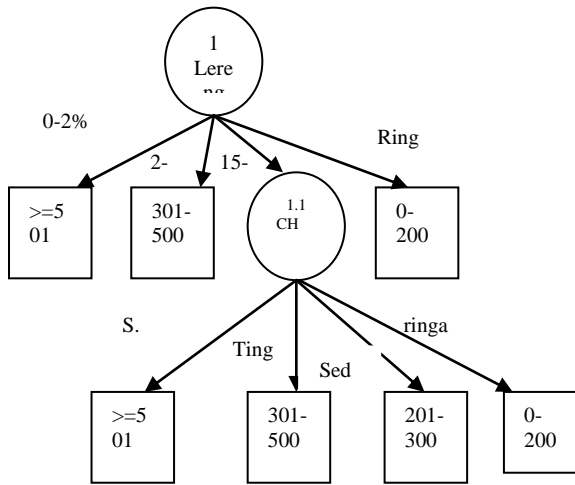 1
Lere
ng
0-2%
2-
15-
Ring
>=5
01
301-
500
1.1
CH
0-
200
S.
Ting
Sed
ringa
>=5
01
301-
500
201-
300
0-
200